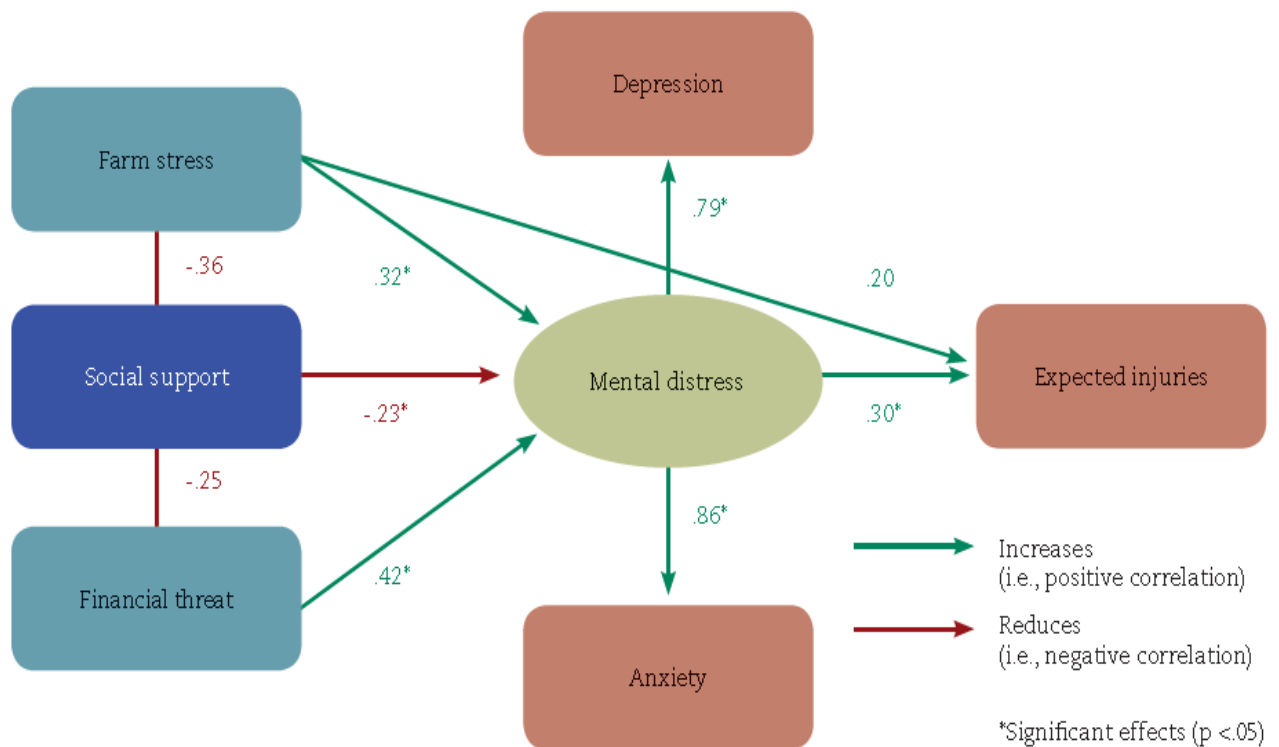 Depression
Farm stress
.79*
-.36
.32*
.20
Social support
Mental distress
Expected injuries
-.23*
.30*
-.25
.86*
.42*
Financial threat
Anxiety
Increases
(i.e., positive correlation)
Reduces
(i.e., negative correlation)
*Significant effects (p <.05)